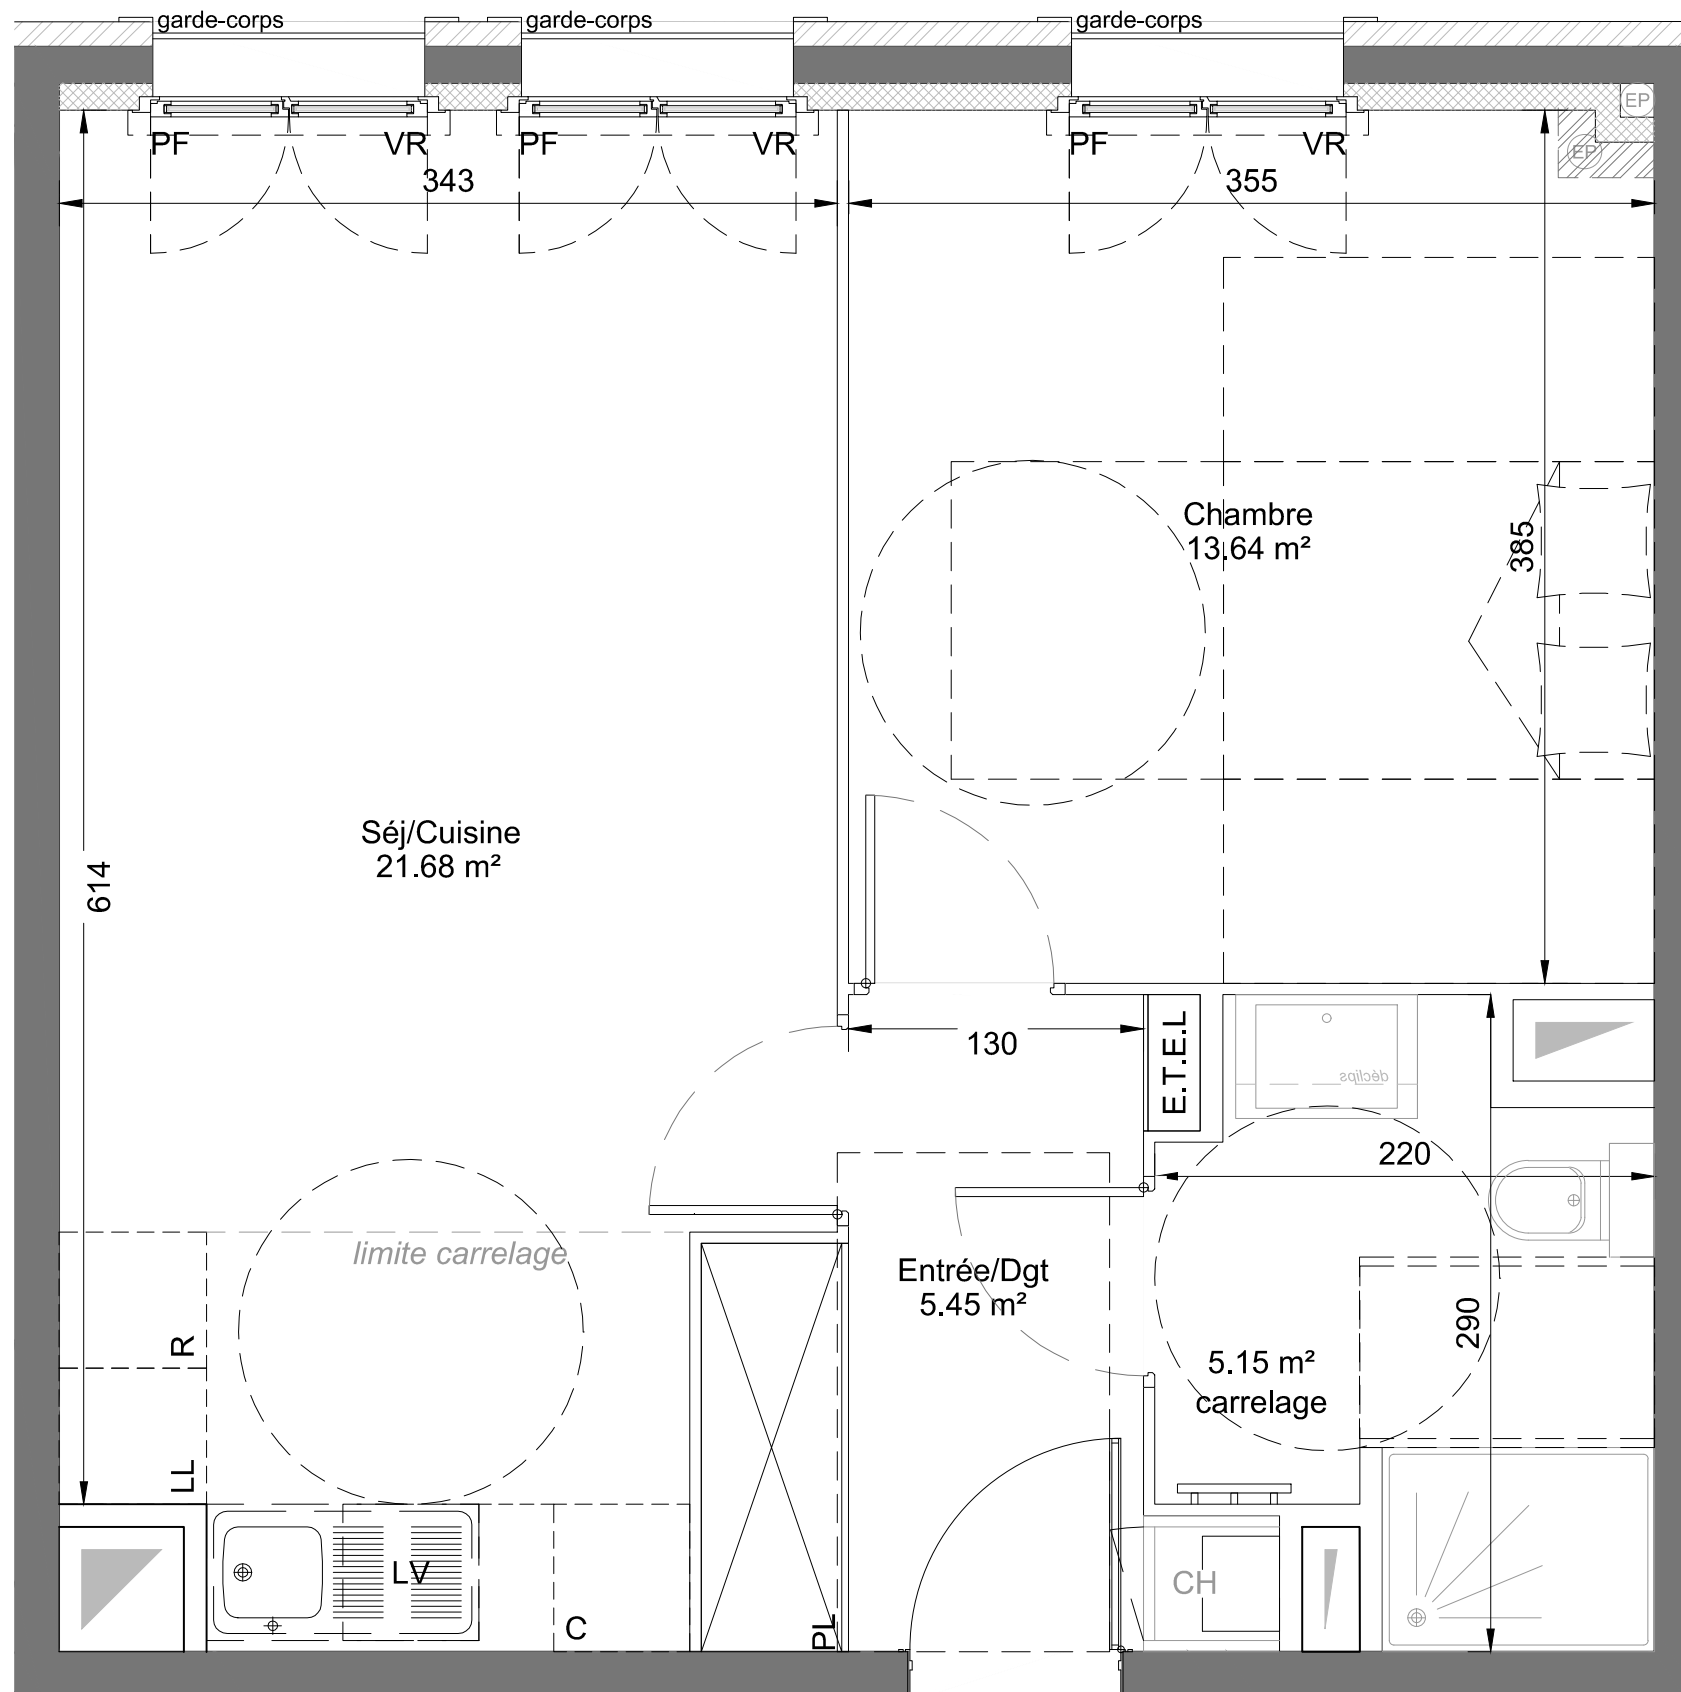 garde-corps
garde-corps
garde-corps
EP
EP
PF
VR
PF
VR
PF
VR
343
355
Chambre
13.64 m²
385
Séj/Cuisine
21.68 m²
614
130
E.T.E.L
déclips
220
limite carrelage
Entrée/Dgt
5.45 m²
290
R
5.15 m²
carrelage
LL
LV
CH
C
PL